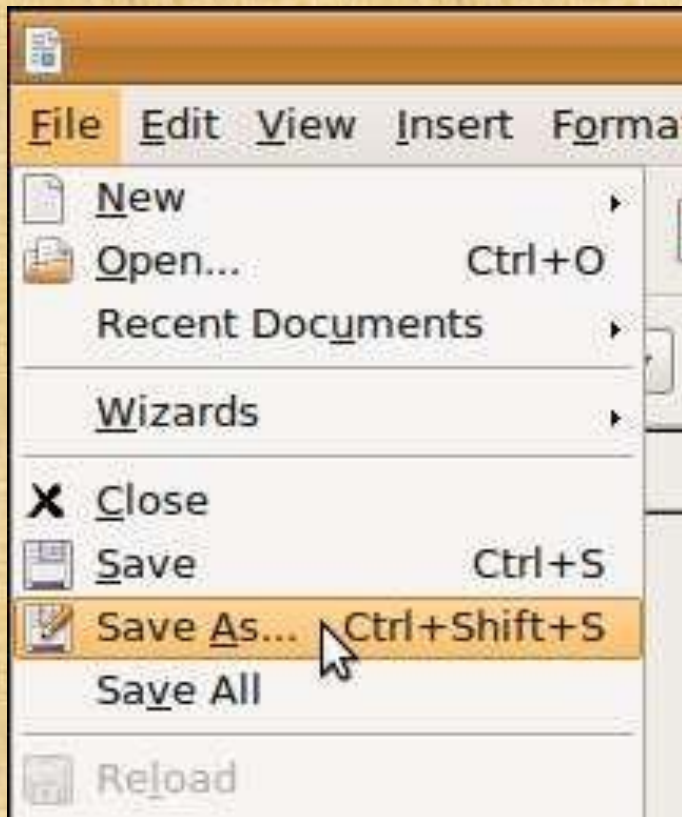 File Edit View Insert Forma
New
Open... Ctrl+O
Recent Documents
Wizards
Close
Save Ctrl+S
Save As... Ctrl+Shift+S
Save All
Reload